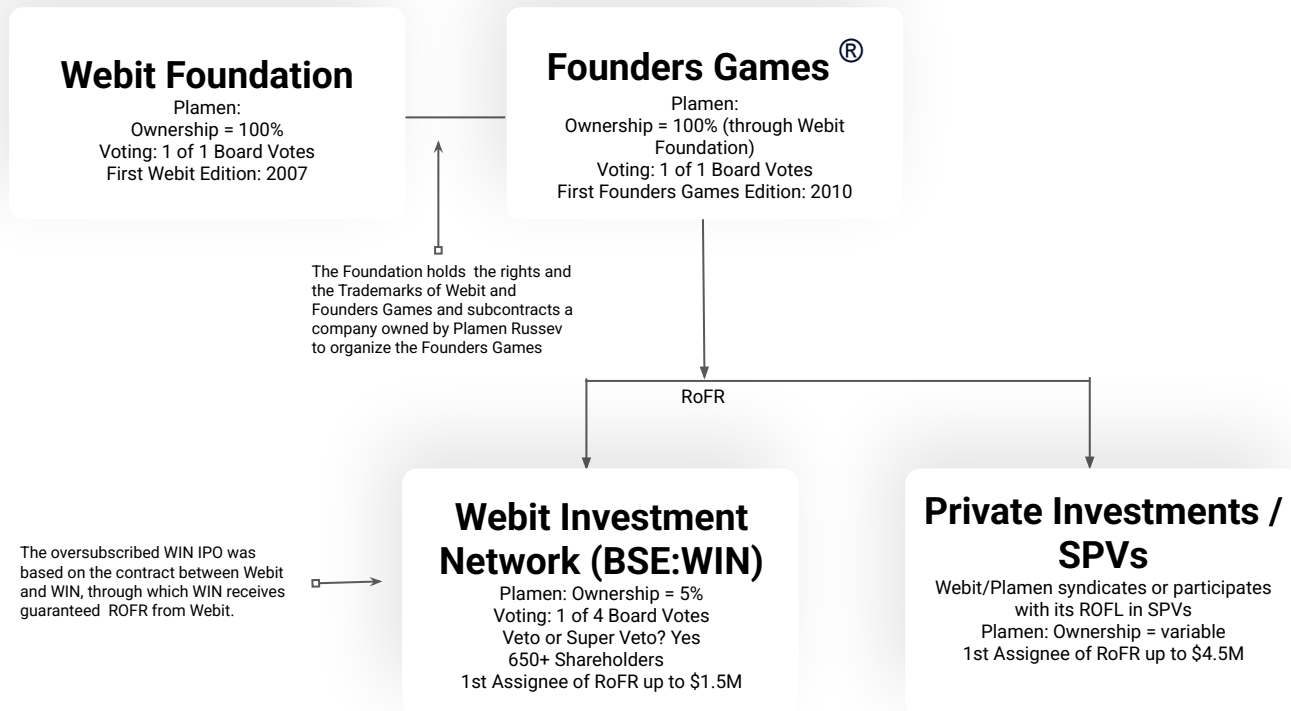 Webit Foundation
Plamen:
Ownership = 100%
Voting: 1 of 1 Board Votes
First Webit Edition: 2007
Founders Games ®
Plamen:
Ownership = 100% (through Webit
Foundation)
Voting: 1 of 1 Board Votes
First Founders Games Edition: 2010
The Foundation holds the rights and
the Trademarks of Webit and
Founders Games and subcontracts a
company owned by Plamen Russev
to organize the Founders Games
RoFR
The oversubscribed WIN IPO was
based on the contract between Webit
and WIN, through which WIN receives
guaranteed ROFR from Webit.
Webit Investment
Network (BSE:WIN)
Plamen: Ownership = 5%
Voting: 1 of 4 Board Votes
Veto or Super Veto? Yes
650+ Shareholders
1st Assignee of RoFR up to $1.5M
Private Investments /
SPVs
Webit/Plamen syndicates or participates
with its ROFL in SPVs
Plamen: Ownership = variable
1st Assignee of RoFR up to $4.5M